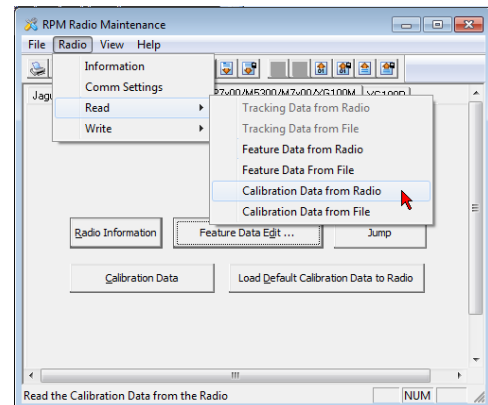 RPM Radio Maintenance
File Radio View Help
Information
Comm Settings
Read
Write
Tracking Data from Radio
Tracking Data from File
Feature Data from Radio
Feature Data From File
Calibration Data from Radio
Calibration Data from File
Radio Information
Feature Data Edit ...
Jump
Calibration Data
Load Default Calibration Data to Radio
Read the Calibration Data from the Radio
NUM